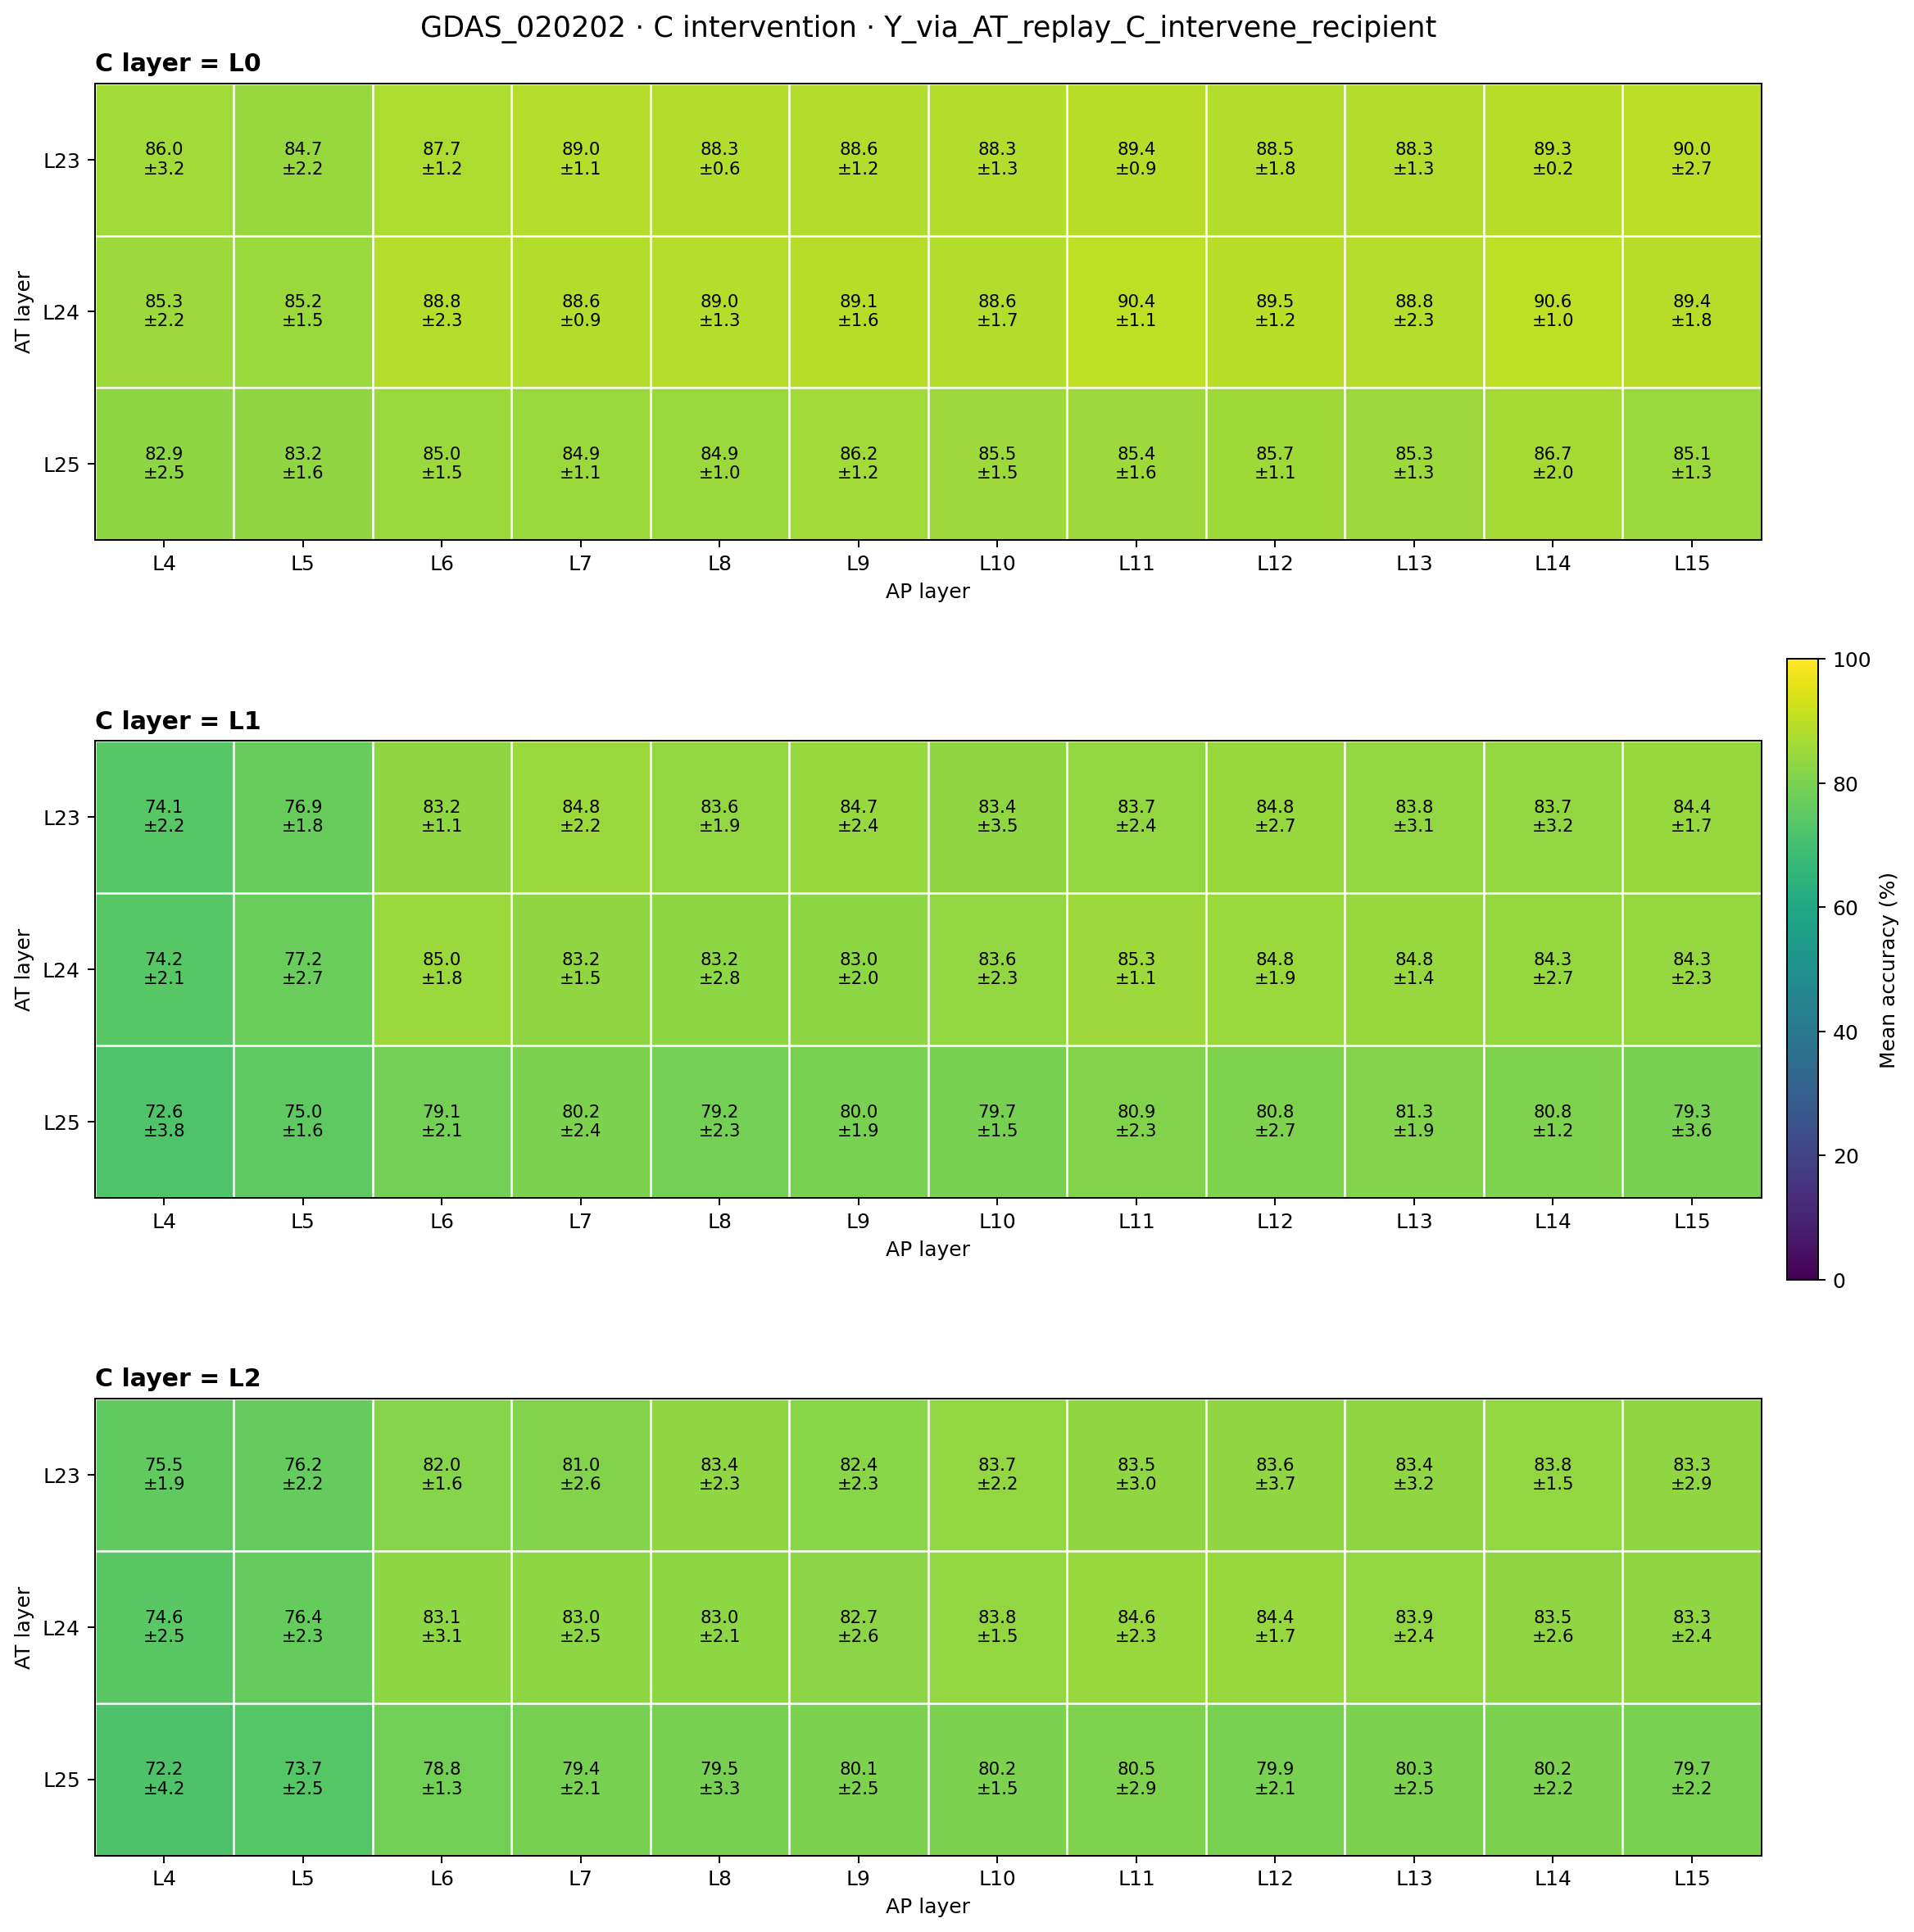 GDAS_020202 · C intervention · Y_via_AT_replay_C_intervene_recipient
C layer = L0
86.0 84.7 87.7 89.0 88.3 88.6 88.3 89.4 88.5 88.3 89.3 90.0
L23
±3.2 ±2.2 ±1.2 ±1.1 ±0.6 ±1.2 ±1.3 ±0.9 ±1.8 ±1.3 ±0.2 ±2.7
AT layer
85.3 85.2 88.8 88.6 89.0 89.1 88.6 90.4 89.5 88.8 90.6 89.4
L24
±2.2 ±1.5 ±2.3 ±0.9 ±1.3 ±1.6 ±1.7 ±1.1 ±1.2 ±2.3 ±1.0 ±1.8
82.9 83.2 85.0 84.9 84.9 86.2 85.5 85.4 85.7 85.3 86.7 85.1
L25
±2.5 ±1.6 ±1.5 ±1.1 ±1.0 ±1.2 ±1.5 ±1.6 ±1.1 ±1.3 ±2.0 ±1.3
L4 L5 L6 L7 L8 L9 L10 L11 L12 L13 L14 L15
AP layer
C layer = L1
74.1 76.9 83.2 84.8 83.6 84.7 83.4 83.7 84.8 83.8 83.7 84.4
L23
±2.2 ±1.8 ±1.1 ±2.2 ±1.9 ±2.4 ±3.5 ±2.4 ±2.7 ±3.1 ±3.2 ±1.7
AT layer
74.2 77.2 85.0 83.2 83.2 83.0 83.6 85.3 84.8 84.8 84.3 84.3
L24
±2.1 ±2.7 ±1.8 ±1.5 ±2.8 ±2.0 ±2.3 ±1.1 ±1.9 ±1.4 ±2.7 ±2.3
72.6 75.0 79.1 80.2 79.2 80.0 79.7 80.9 80.8 81.3 80.8 79.3
L25
±3.8 ±1.6 ±2.1 ±2.4 ±2.3 ±1.9 ±1.5 ±2.3 ±2.7 ±1.9 ±1.2 ±3.6
L4 L5 L6 L7 L8 L9 L10 L11 L12 L13 L14 L15
AP layer
100
80
60
40
20
0
Mean accuracy (%)
C layer = L2
75.5 76.2 82.0 81.0 83.4 82.4 83.7 83.5 83.6 83.4 83.8 83.3
L23
±1.9 ±2.2 ±1.6 ±2.6 ±2.3 ±2.3 ±2.2 ±3.0 ±3.7 ±3.2 ±1.5 ±2.9
AT layer
74.6 76.4 83.1 83.0 83.0 82.7 83.8 84.6 84.4 83.9 83.5 83.3
L24
±2.5 ±2.3 ±3.1 ±2.5 ±2.1 ±2.6 ±1.5 ±2.3 ±1.7 ±2.4 ±2.6 ±2.4
72.2 73.7 78.8 79.4 79.5 80.1 80.2 80.5 79.9 80.3 80.2 79.7
L25
±4.2 ±2.5 ±1.3 ±2.1 ±3.3 ±2.5 ±1.5 ±2.9 ±2.1 ±2.5 ±2.2 ±2.2
L4 L5 L6 L7 L8 L9 L10 L11 L12 L13 L14 L15
AP layer